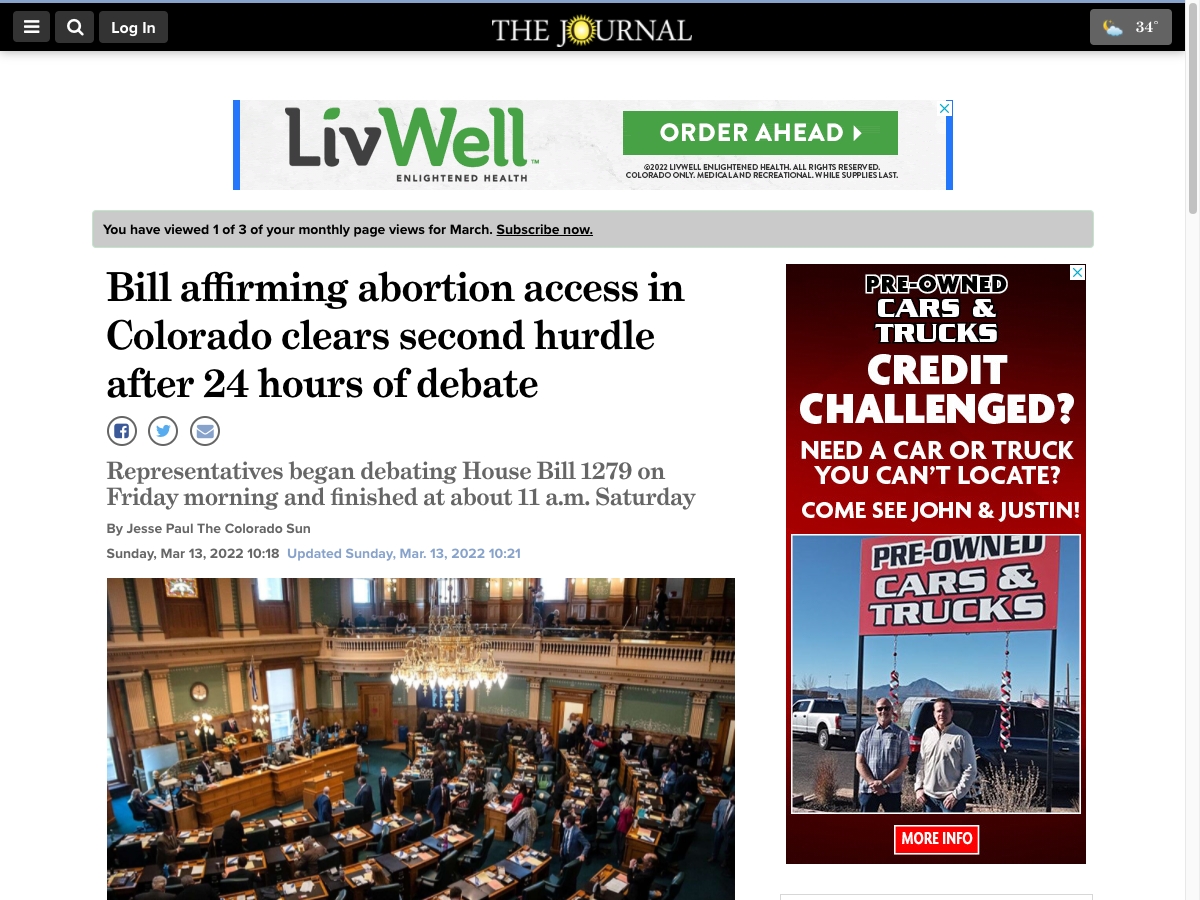 Log In
THE JOURNAL
34°
LivWell™
ENLIGHTENED HEALTH
ORDER AHEAD
©2022 LIVWELL ENLIGHTENED HEALTH. ALL RIGHTS RESERVED.
COLORADO ONLY. MEDICAL AND RECREATIONAL. WHILE SUPPLIES LAST.
You have viewed 1 of 3 of your monthly page views for March. Subscribe now.
Bill affirming abortion access in
Colorado clears second hurdle
after 24 hours of debate
Representatives began debating House Bill 1279 on
Friday morning and finished at about 11 a.m. Saturday
By Jesse Paul The Colorado Sun
Sunday, Mar 13, 2022 10:18 Updated Sunday, Mar. 13, 2022 10:21
PRE-OWNED
CARS &
TRUCKS
CREDIT
CHALLENGED?
NEED A CAR OR TRUCK
YOU CAN'T LOCATE?
COME SEE JOHN & JUSTIN!
PRE-OWNED
CARS &
TRUCKS
MORE INFO